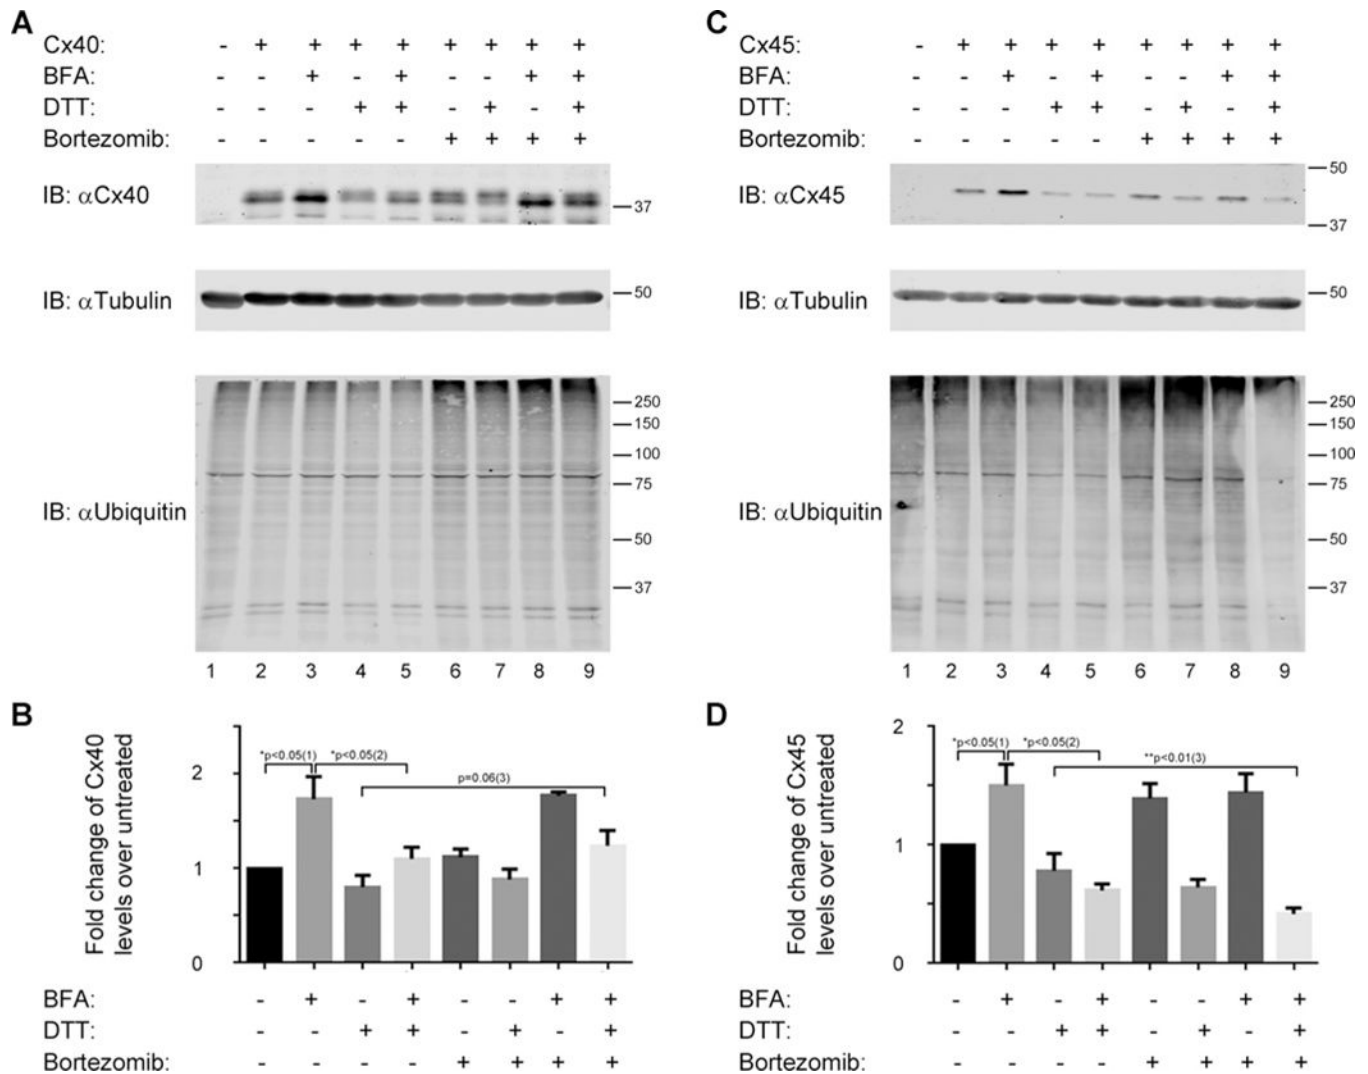 A
Cx40: - + + + + + + + +
BFA: - - + - + - - + +
DTT: - - - + + - + - +
Bortezomib: - - - - - + + + +
IB: αCx40
37
IB: αTubulin
50
IB: αUbiquitin
250
150
100
75
50
37
1 2 3 4 5 6 7 8 9
B
Fold change of Cx40
levels over untreated
2
1
0
*p<0.05(1)
*p<0.05(2)
p=0.06(3)
BFA: - + - + - - + +
DTT: - - + + - + - +
Bortezomib: - - - - + + + +
C
Cx45: - + + + + + + + +
BFA: - - + - + - - + +
DTT: - - - + + - + - +
Bortezomib: - - - - - + + + +
IB: αCx45
50
37
IB: αTubulin
50
IB: αUbiquitin
250
150
100
75
50
37
1 2 3 4 5 6 7 8 9
D
Fold change of Cx45
levels over untreated
2
1
0
*p<0.05(1)
*p<0.05(2)
**p<0.01(3)
BFA: - + - + - - + +
DTT: - - + + - + - +
Bortezomib: - - - - + + + +